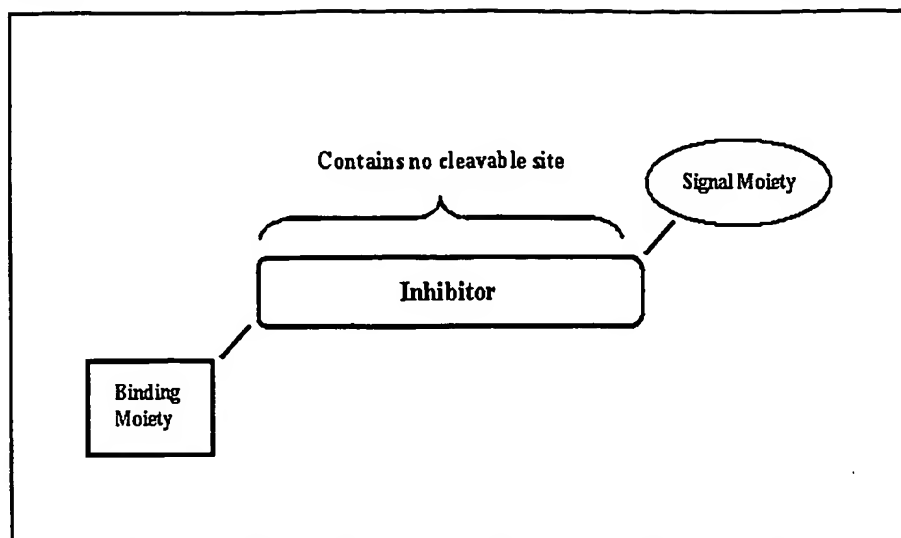 Contains no cleavable site
Signal Moiety
Inhibitor
Binding
Moiety